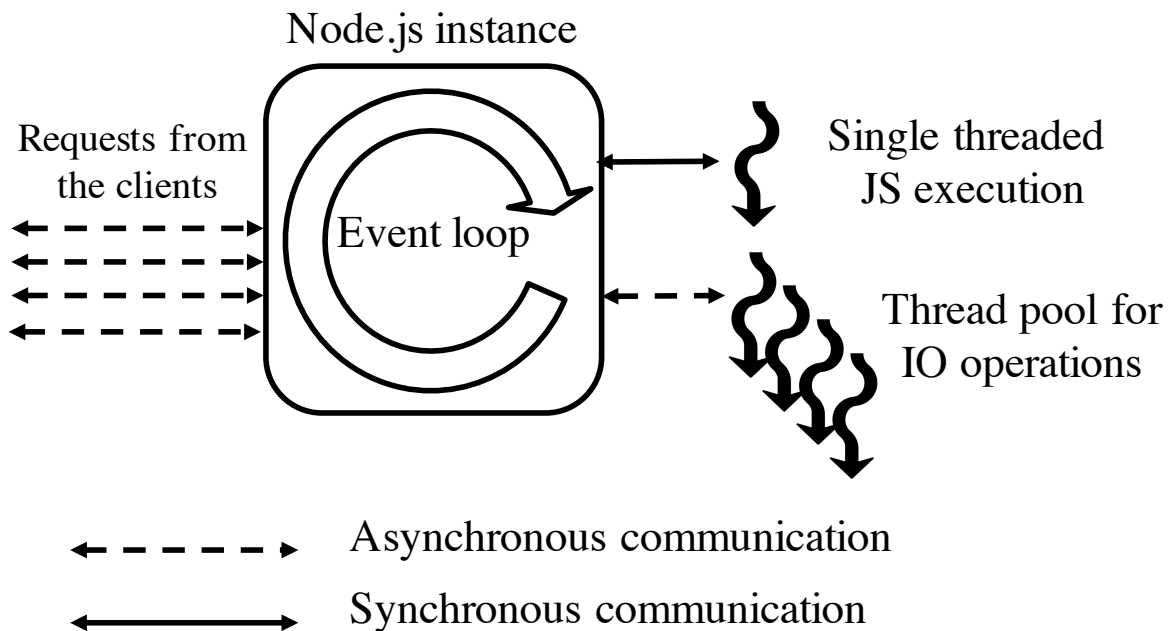 Node.js instance
Requests from
the clients
Event loop
Single threaded
JS execution
Thread pool for
IO operations
Asynchronous communication
Synchronous communication